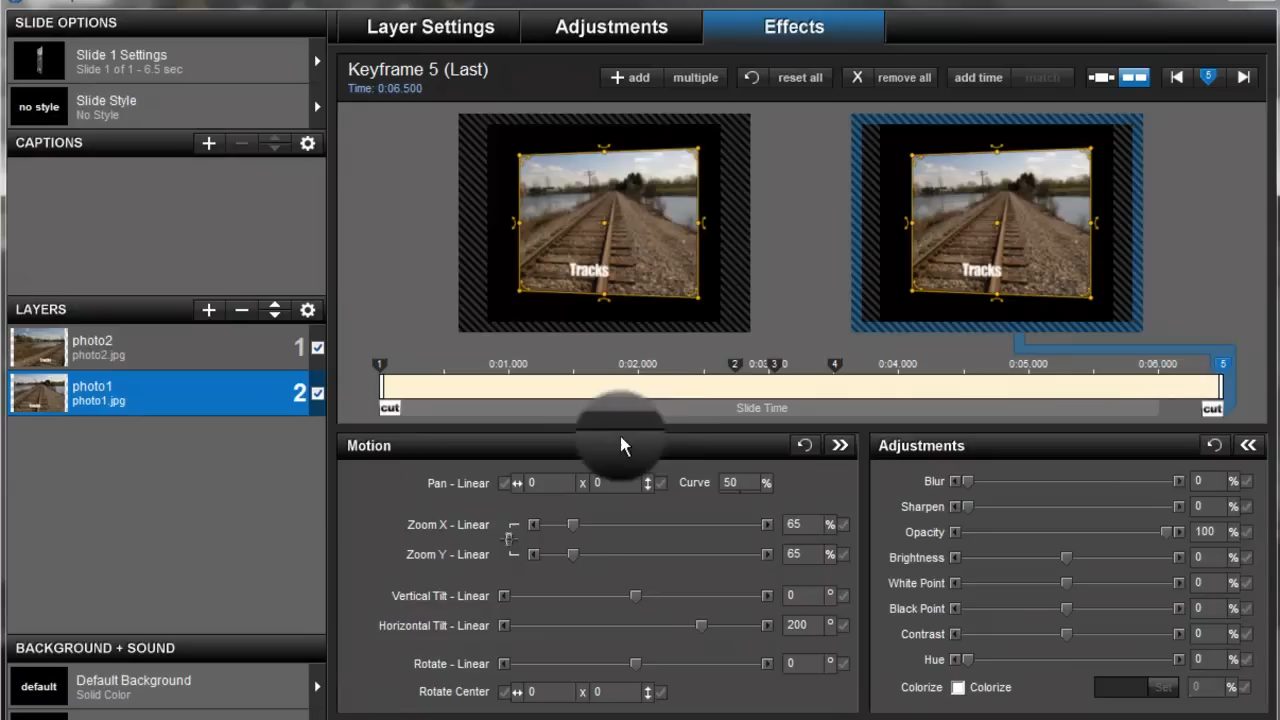 SLIDE OPTIONS
Slide 1 Settings
Slide 1 of 1 - 6.5 sec
no style
Slide Style
No Style
CAPTIONS
LAYERS
photo2
photo2.jpg
1
photo1
photo1.jpg
2
BACKGROUND + SOUND
default
Default Background
Solid Color
Layer Settings
Adjustments
Effects
Keyframe 5 (Last)
Time: 0:06.500
add
multiple
reset all
X remove all
add time
match
5
Tracks
Tracks
1 0:01.000 0:02.000 2 3 4 0:04.000 0:05.000 0:06.000 5
cut
Slide Time
cut
Motion
Pan - Linear 0 x 0 Curve 50 %
Zoom X - Linear 65 %
Zoom Y - Linear 65 %
Vertical Tilt - Linear 0 °
Horizontal Tilt - Linear 200 °
Rotate - Linear 0 °
Rotate Center 0 x 0
Adjustments
Blur 0 %
Sharpen 0 %
Opacity 100 %
Brightness 0 %
White Point 0 %
Black Point 0 %
Contrast 0 %
Hue 0 %
Colorize Colorize Set 0 %